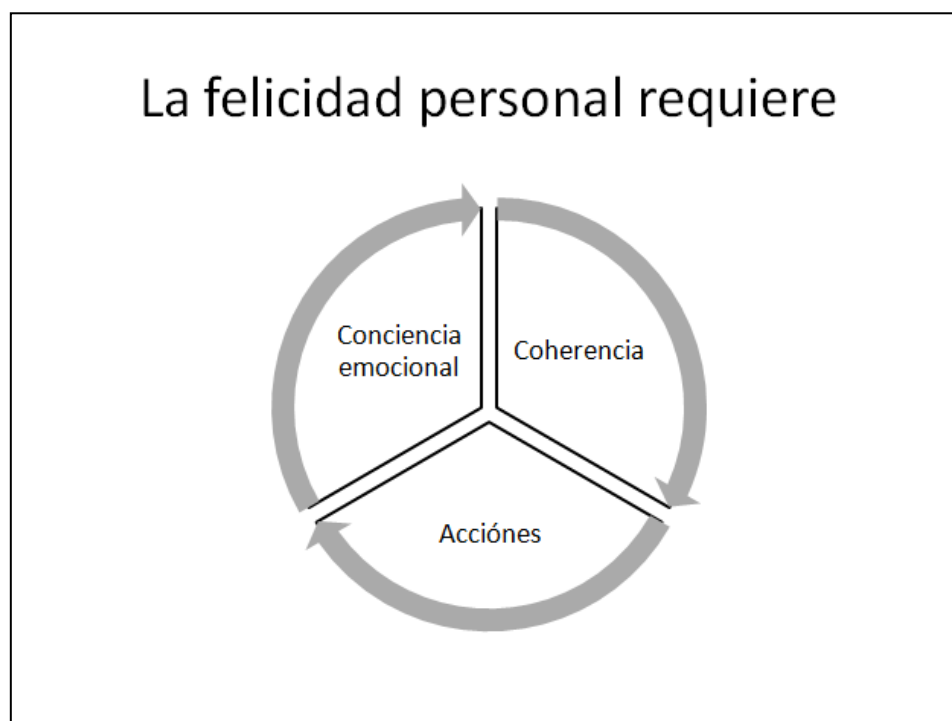 La felicidad personal requiere
Conciencia
emocional
Coherencia
Acciónes